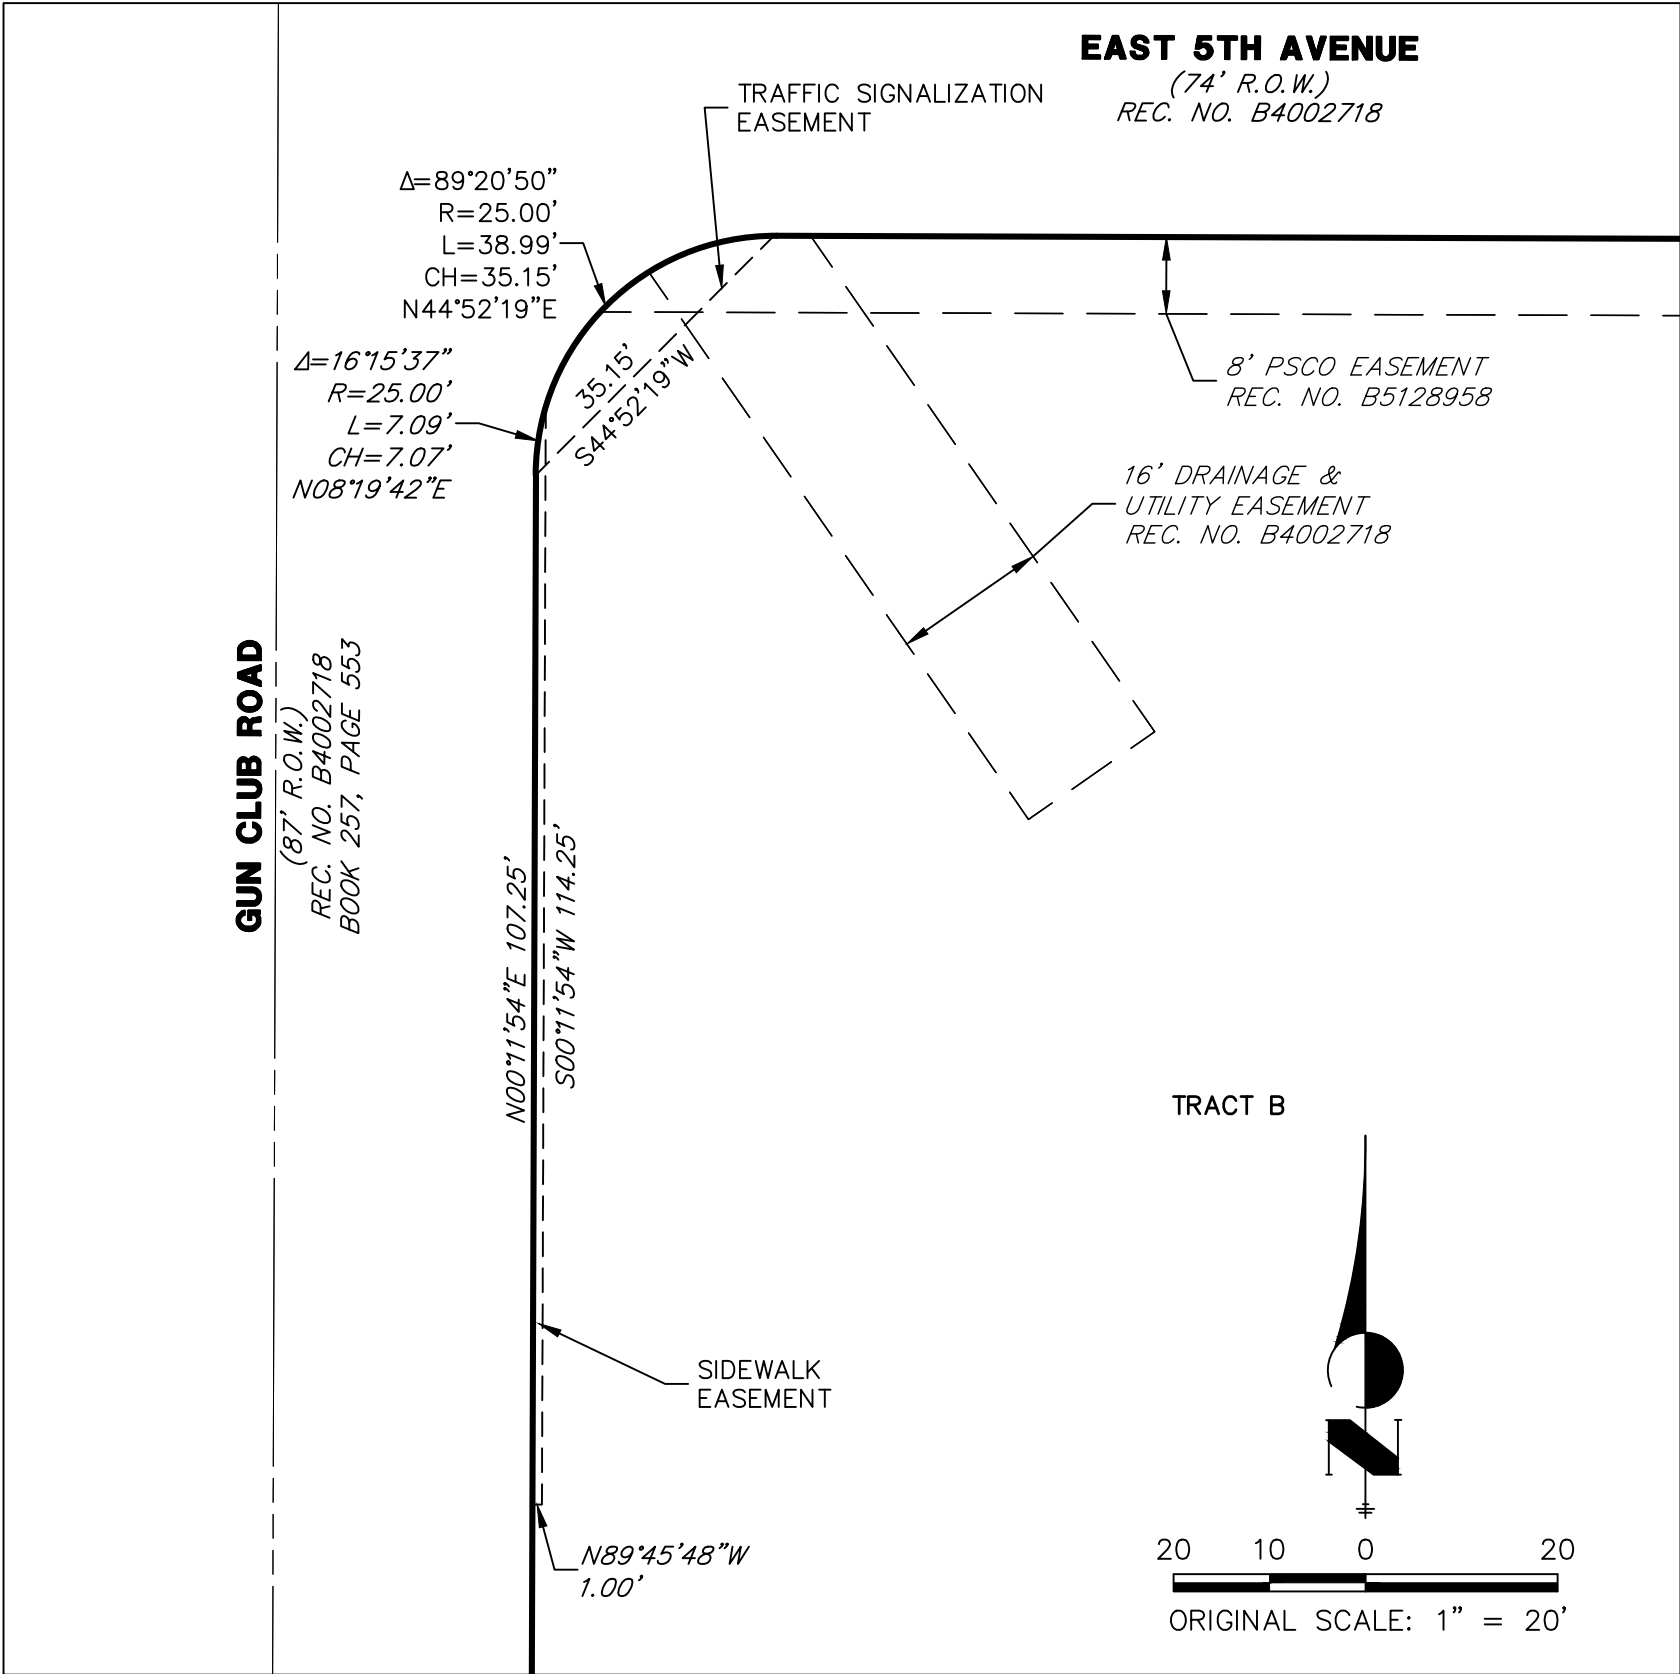 EAST 5TH AVENUE
(74' R.O.W.)
REC. NO. B4002718
TRAFFIC SIGNALIZATION
EASEMENT
Δ=89°20'50"
R=25.00'
L=38.99'
CH=35.15'
N44°52'19"E
Δ=16°15'37"
R=25.00'
L=7.09'
CH=7.07'
N08°19'42"E
35.15'
S44°52'19"W
8' PSCO EASEMENT
REC. NO. B5128958
16' DRAINAGE &
UTILITY EASEMENT
REC. NO. B4002718
GUN CLUB ROAD
(87' R.O.W.)
REC. NO. B4002718
BOOK 257, PAGE 553
N00°11'54"E 107.25'
S00°11'54"W 114.25'
TRACT B
SIDEWALK
EASEMENT
N89°45'48"W
1.00'
N
20 10 0 20
ORIGINAL SCALE: 1" = 20'